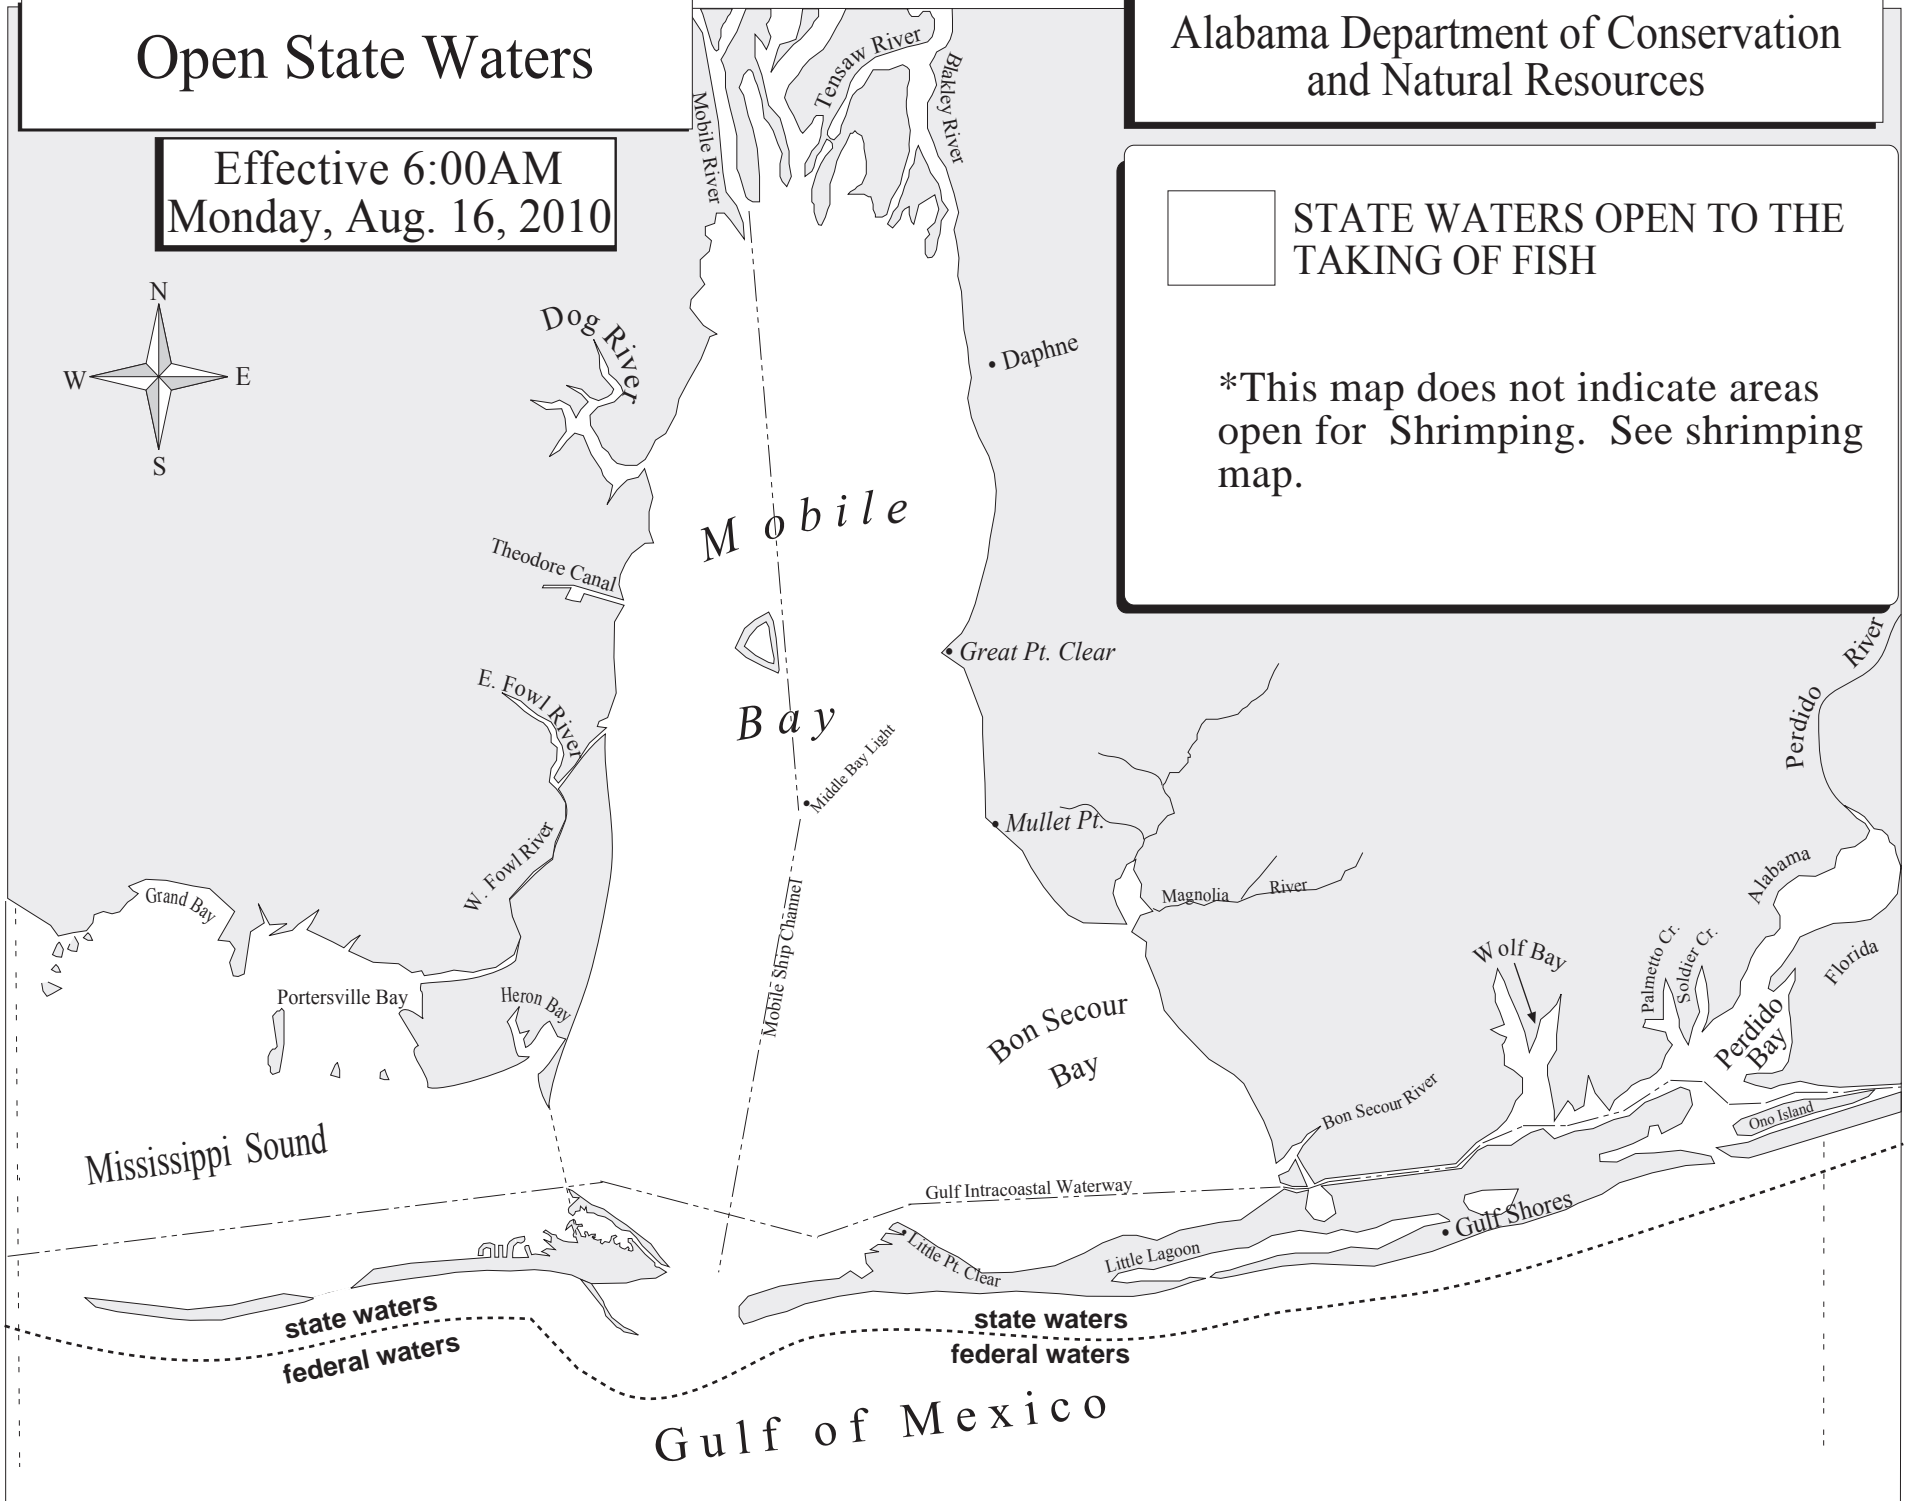 Open State Waters
Effective 6:00AM
Monday, Aug. 16, 2010
Alabama Department of Conservation
and Natural Resources
STATE WATERS OPEN TO THE
TAKING OF FISH
*This map does not indicate areas
open for Shrimping. See shrimping
map.
N
W
E
S
Mobile River
Tensaw River
Blakley River
Dog River
Daphne
Theodore Canal
Mobile
Bay
Great Pt. Clear
E. Fowl River
Middle Bay Light
Mullet Pt.
W. Fowl River
Mobile Ship Channel
Magnolia River
Perdido River
Alabama
Florida
Grand Bay
Portersville Bay
Heron Bay
Bon Secour
Bay
Wolf Bay
Palmetto Cr.
Soldier Cr.
Perdido
Bay
Bon Secour River
Ono Island
Mississippi Sound
Gulf Intracoastal Waterway
Gulf Shores
Little Pt. Clear
Little Lagoon
state waters
federal waters
state waters
federal waters
Gulf of Mexico